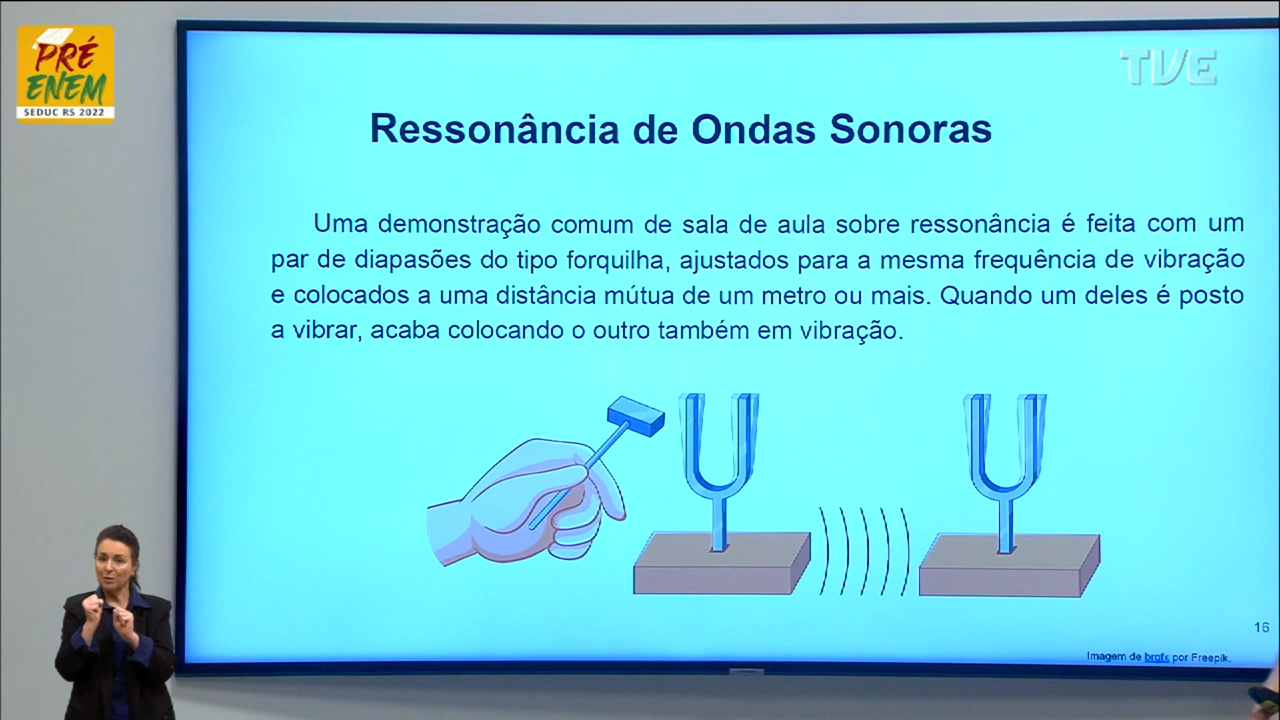 PRÉ
ENEM
SEDUC RS 2022
TVE
Ressonância de Ondas Sonoras
Uma demonstração comum de sala de aula sobre ressonância é feita com um
par de diapasões do tipo forquilha, ajustados para a mesma frequência de vibração
e colocados a uma distância mútua de um metro ou mais. Quando um deles é posto
a vibrar, acaba colocando o outro também em vibração.
16
Imagem de brgfx por Freepik.